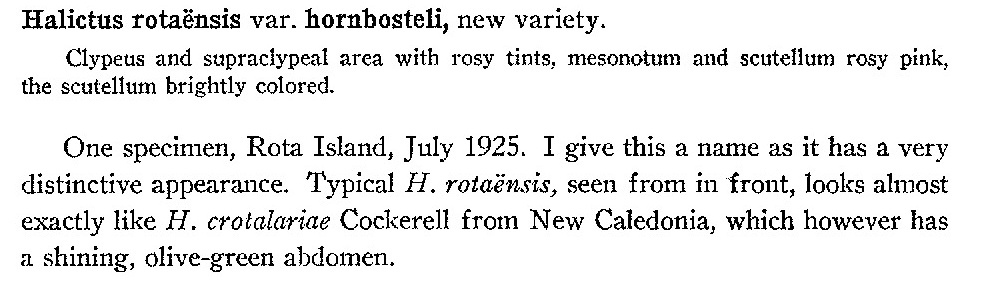 Halictus rotaënsis var. hornbosteli, new variety.
Clypeus and supraclypeal area with rosy tints, mesonotum and scutellum rosy pink,
the scutellum brightly colored.
One specimen, Rota Island, July 1925. I give this a name as it has a very
distinctive appearance. Typical H. rotaënsis, seen from in front, looks almost
exactly like H. crotalariae Cockerell from New Caledonia, which however has
a shining, olive-green abdomen.